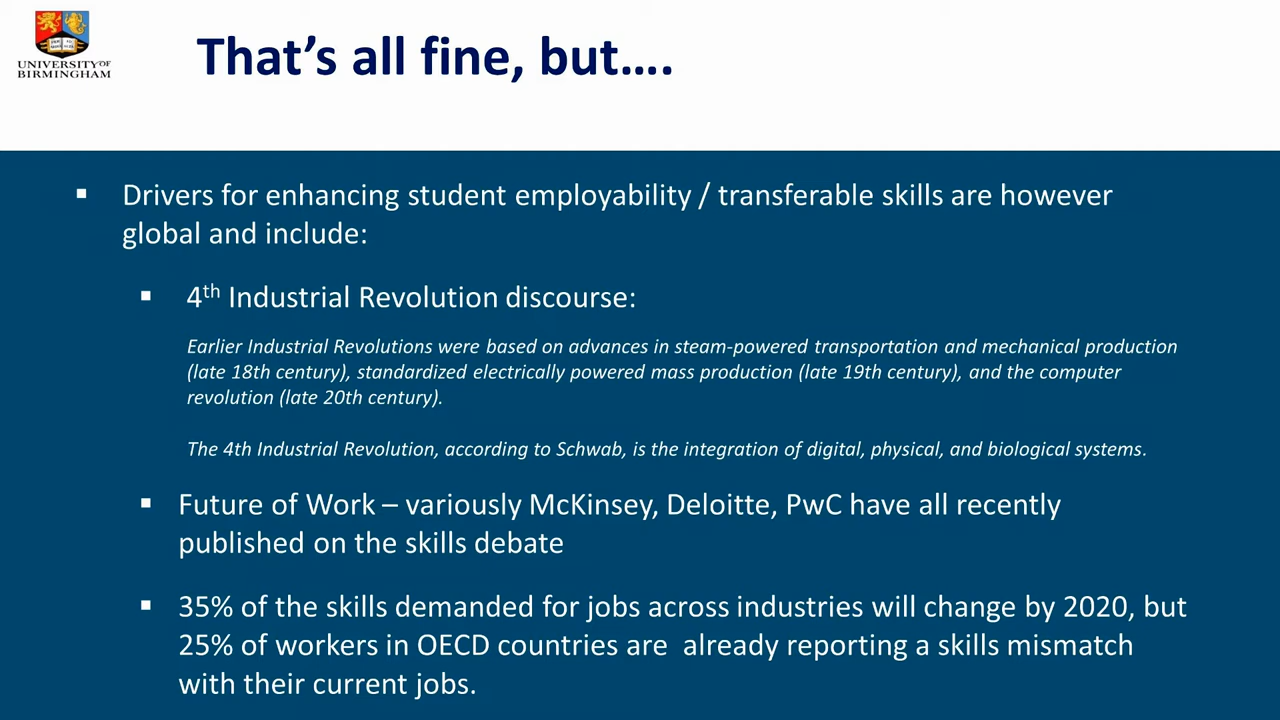 UNIVERSITYOF
BIRMINGHAM
That's all fine, but....
▪ Drivers for enhancing student employability / transferable skills are however
global and include:
▪ 4th Industrial Revolution discourse:
Earlier Industrial Revolutions were based on advances in steam-powered transportation and mechanical production
(late 18th century), standardized electrically powered mass production (late 19th century), and the computer
revolution (late 20th century).
The 4th Industrial Revolution, according to Schwab, is the integration of digital, physical, and biological systems.
▪ Future of Work – variously McKinsey, Deloitte, PwC have all recently
published on the skills debate
▪ 35% of the skills demanded for jobs across industries will change by 2020, but
25% of workers in OECD countries are already reporting a skills mismatch
with their current jobs.